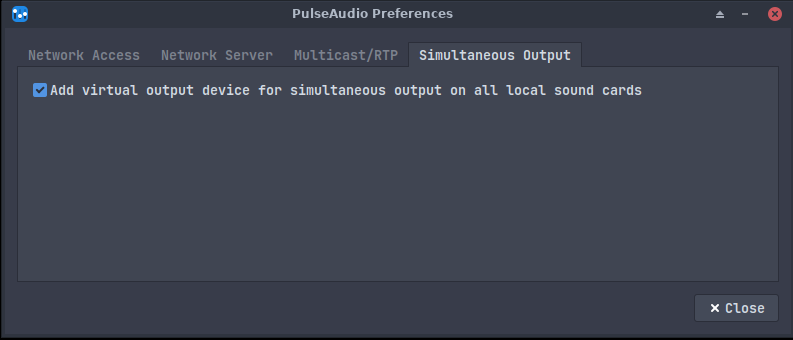 PulseAudio Preferences
Network Access Network Server Multicast/RTP Simultaneous Output
Add virtual output device for simultaneous output on all local sound cards
Close